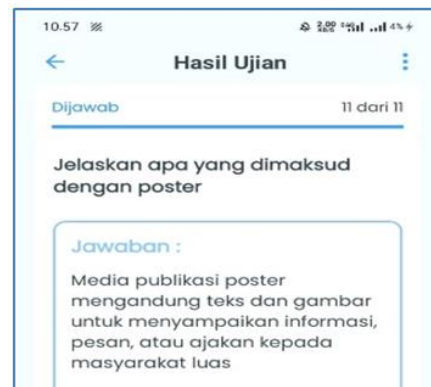 10.57
4%
Hasil Ujian
Dijawab 11 dari 11
Jelaskan apa yang dimaksud
dengan poster
Jawaban :
Media publikasi poster
mengandung teks dan gambar
untuk menyampaikan informasi,
pesan, atau ajakan kepada
masyarakat luas